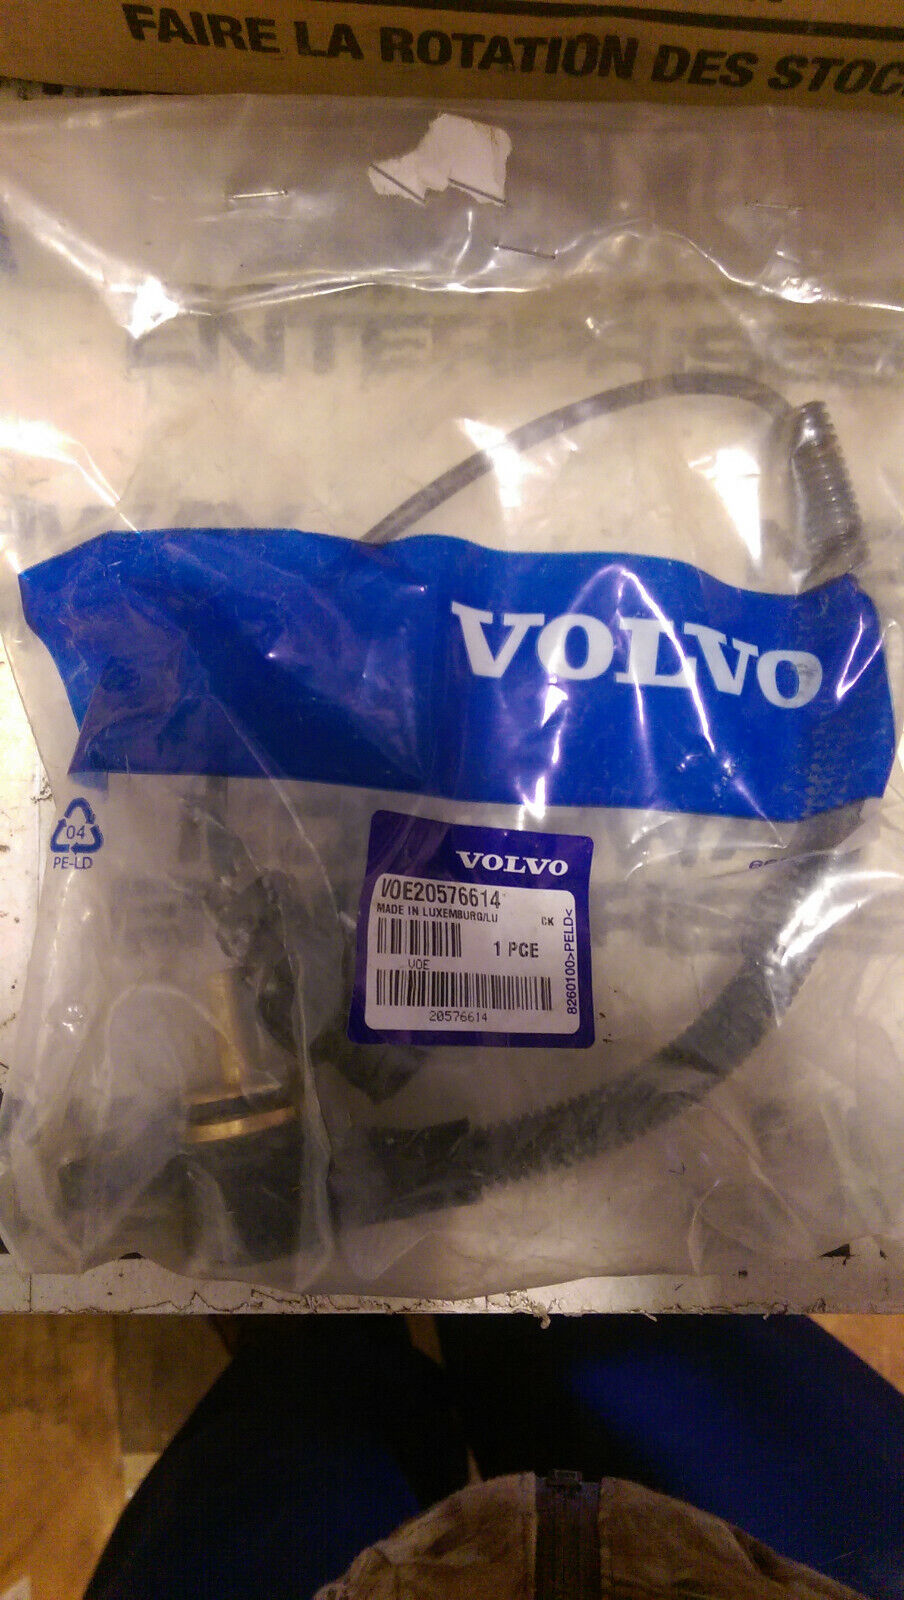 FAIRE LA ROTATION DES STOC
VOLVO
04
PE-LD
VOLVO
VOE20576614
MADE IN LUXEMBURG/LU
CK
1 PCE
VOE
20576614
8260100>PELD<